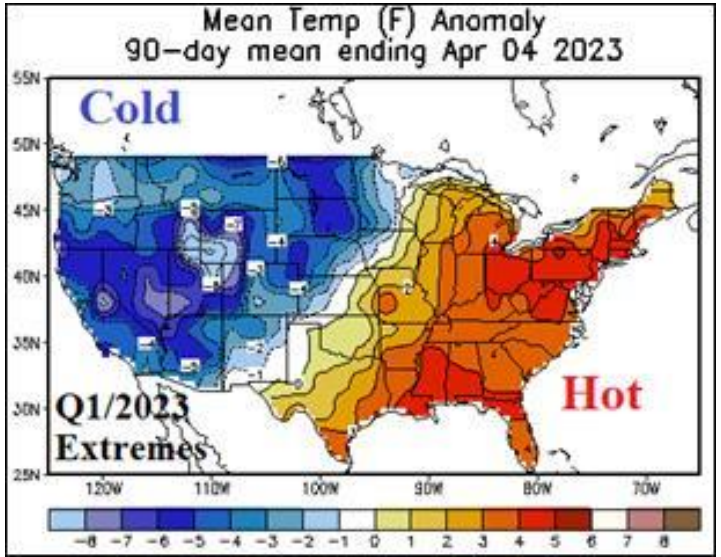 Mean Temp (F) Anomaly
90-day mean ending Apr 04 2023
55N
Cold
50N
45N
40N
35N
30N
25N
Hot
Q1/2023
Extremes
120W 110W 100W 90W 80W 70W
-8 -7 -6 -5 -4 -3 -2 -1 0 1 2 3 4 5 6 7 8